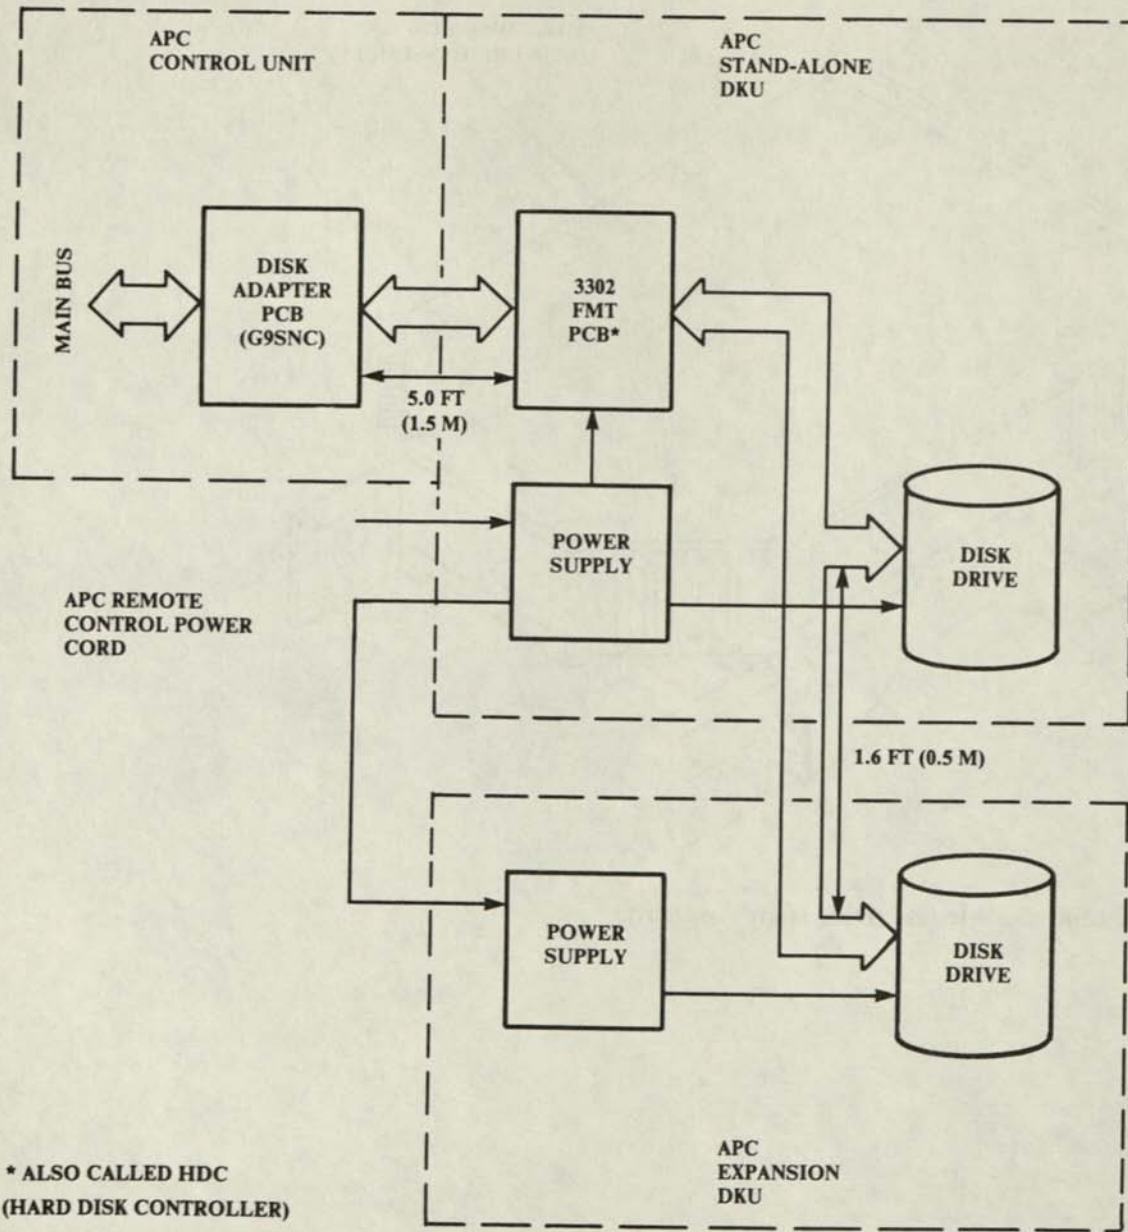 APC
CONTROL UNIT
APC
STAND-ALONE
DKU
MAIN BUS
DISK
ADAPTER
PCB
(G9SNC)
3302
FMT
PCB*
5.0 FT
(1.5 M)
POWER
SUPPLY
DISK
DRIVE
APC REMOTE
CONTROL POWER
CORD
1.6 FT (0.5 M)
POWER
SUPPLY
DISK
DRIVE
APC
EXPANSION
DKU
* ALSO CALLED HDC
(HARD DISK CONTROLLER)